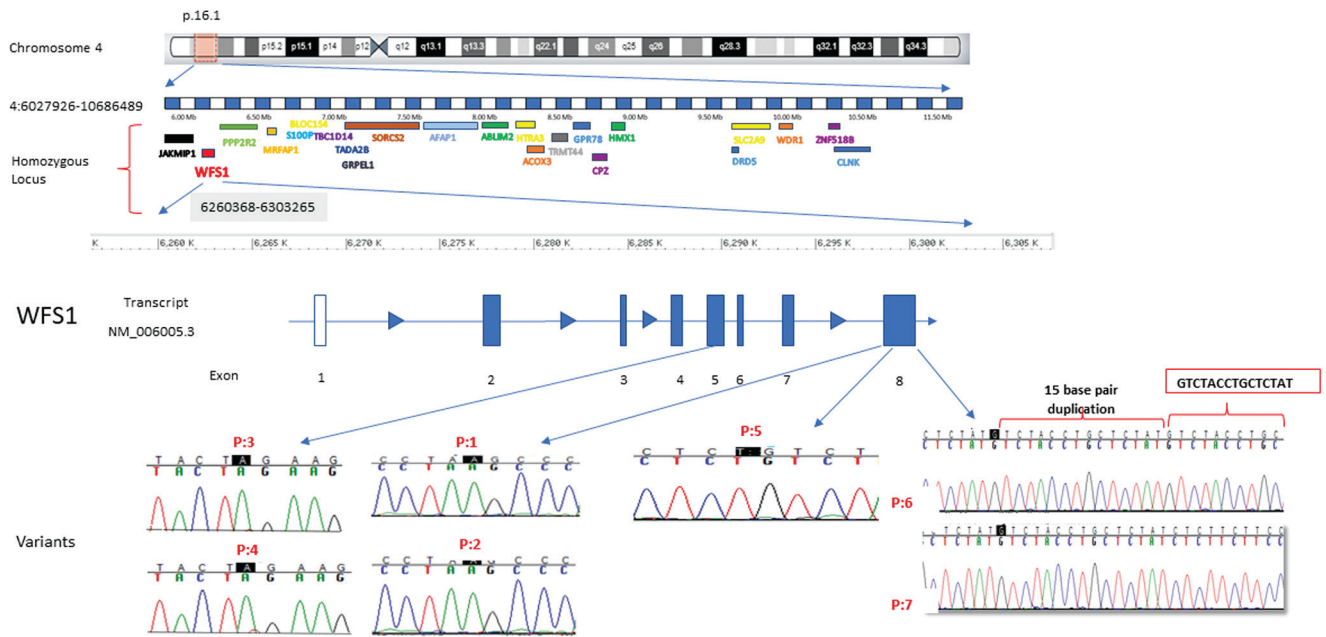 p.16.1
Chromosome 4
p15.2 p15.1 p14 p12 q12 q13.1 q13.3 q22.1 q24 q25 q26 q28.3 q32.1 q32.3 q34.3
4:6027926-10686489
6.00 Mb 6.50 Mb 7.00 Mb 7.50 Mb 8.00 Mb 8.50 Mb 9.00 Mb 9.50 Mb 10.00 Mb 10.50 Mb 11.50 Mb
Homozygous
Locus
JAKMIP1
WFS1
PPP2R2
MRFAP1
BLOC1S4
S100P
TBC1D14
TADA2B
GRPEL1
SORCS2
AFAP1
ABLIM2
HTRA3
ACOX3
TRMT44
GPR78
CPZ
HMX1
SLC2A9
DRD5
WDR1
ZNF518B
CLNK
6260368-6303265
K 6,260 K 6,265 K 6,270 K 6,275 K 6,280 K 6,285 K 6,290 K 6,295 K 6,300 K 6,305 K
WFS1
Transcript
NM_006005.3
Exon 1 2 3 4 5 6 7 8
15 base pair
duplication
GTCTACCTGCTCTAT
Variants
P:3
T A C T A G A A G
T A C T A G A A G
P:1
C C T A A G C C C
C C T A A G C C C
P:5
C T C T G T C T
C T C T G T C T
P:6
C T C T A T G T C T A C C T G C T C T A T G T C T A C C T G C
C T C T A T G T C T A C C T G C T C T A T G T C T A C C T G C
P:4
T A C T A G A A G
T A C T A G A A G
P:2
C C T A G C C C
C C T A A G C C C
P:7
C T C T A T G T C T A C C T G C T C T A T C T C T T C T T C C
C T C T A T G T C T A C C T G C T C T A T C T C T T C T T C C